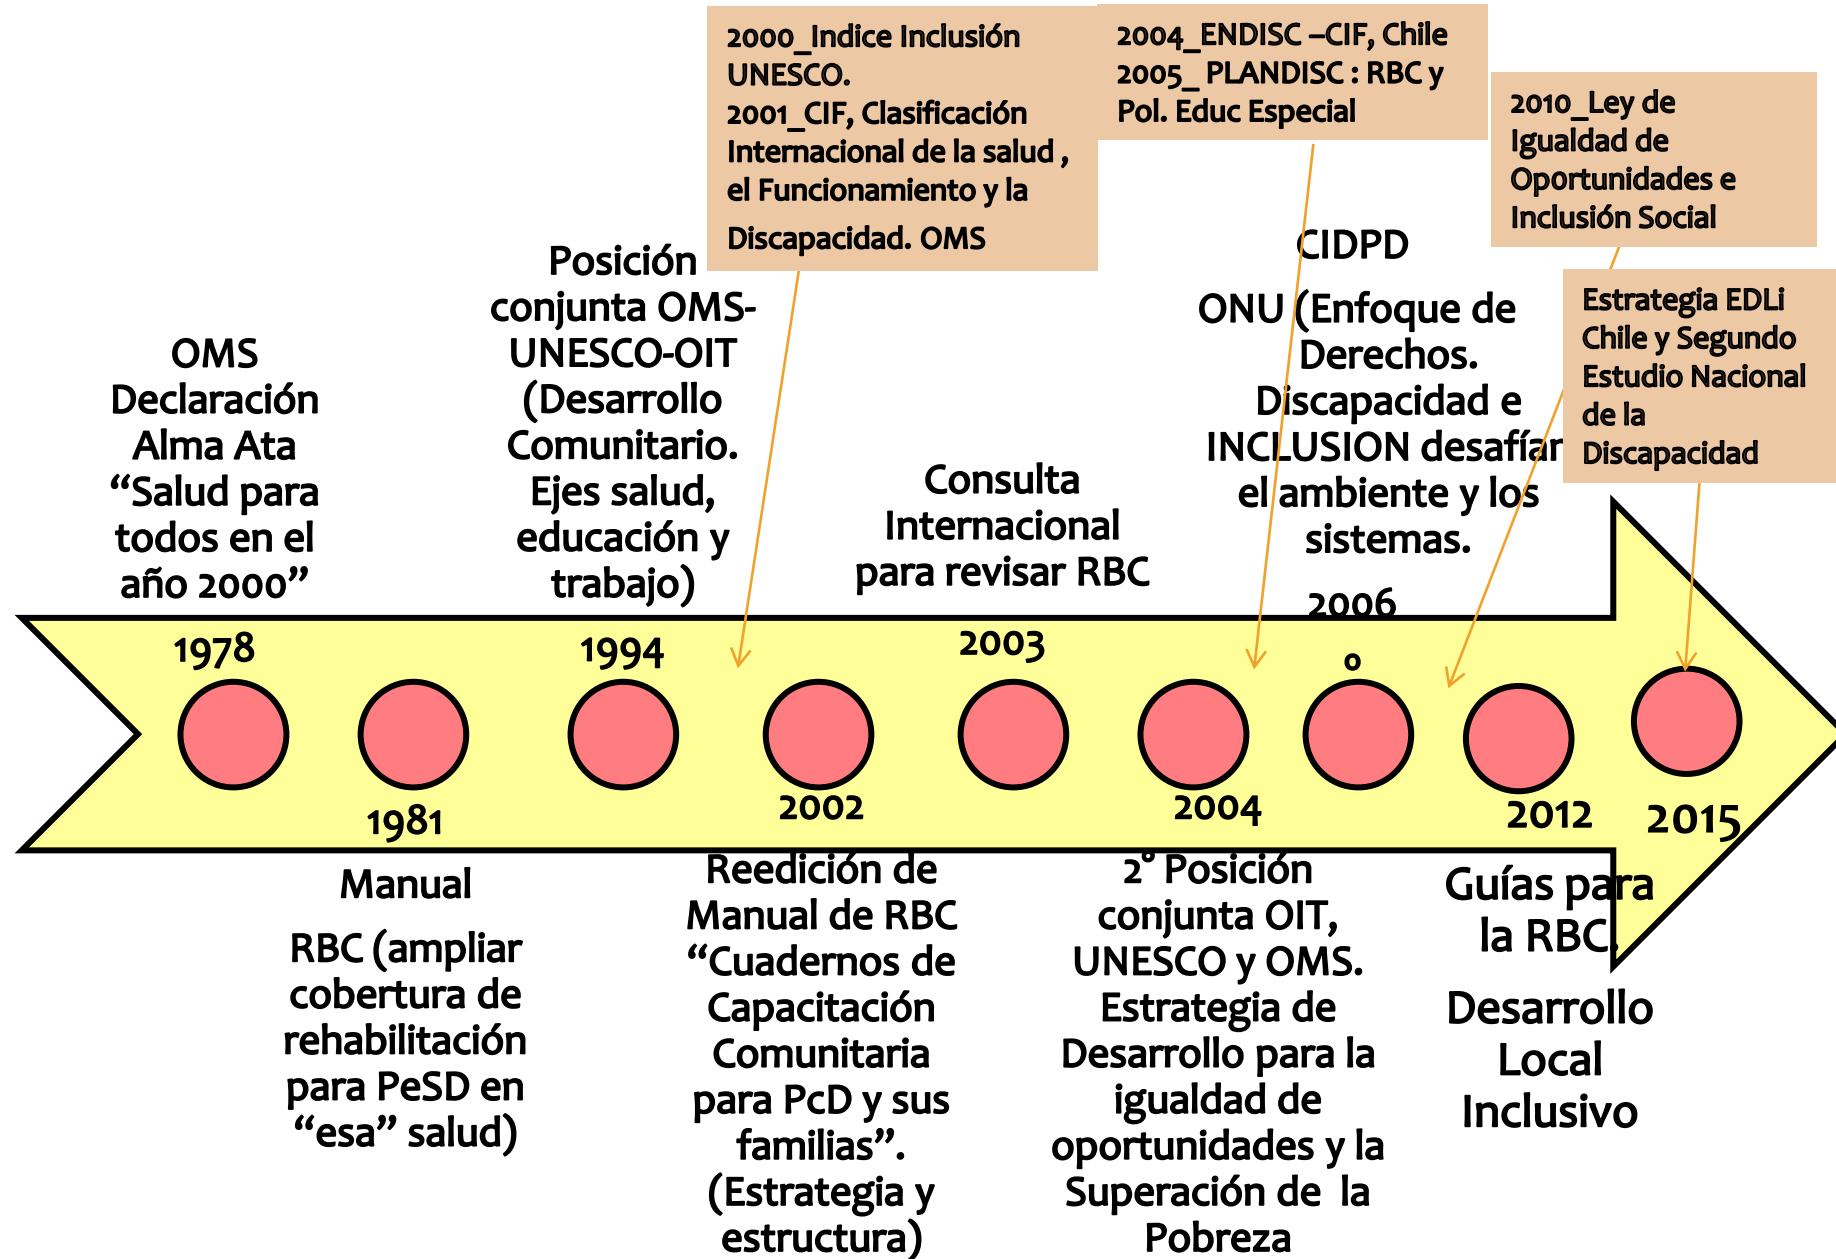 2000_Indice Inclusión
UNESCO.
2001_CIF, Clasificación
Internacional de la salud ,
el Funcionamiento y la
Discapacidad. OMS
2004_ENDISC –CIF, Chile
2005_ PLANDISC : RBC y
Pol. Educ Especial
2010_Ley de
Igualdad de
Oportunidades e
Inclusión Social
Estrategia EDLi
Chile y Segundo
Estudio Nacional
de la
Discapacidad
OMS
Declaración
Alma Ata
“Salud para
todos en el
año 2000”
Posición
conjunta OMS-
UNESCO-OIT
(Desarrollo
Comunitario.
Ejes salud,
educación y
trabajo)
Consulta
Internacional
para revisar RBC
CIDPD
ONU (Enfoque de
Derechos.
Discapacidad e
INCLUSION desafían
el ambiente y los
sistemas.
2006
1978
1994
2003
0
1981
2002
2004
2012
2015
Manual
RBC (ampliar
cobertura de
rehabilitación
para PeSD en
“esa” salud)
Reedición de
Manual de RBC
“Cuadernos de
Capacitación
Comunitaria
para PcD y sus
familias”.
(Estrategia y
estructura)
2° Posición
conjunta OIT,
UNESCO y OMS.
Estrategia de
Desarrollo para la
igualdad de
oportunidades y la
Superación de la
Pobreza
Guías para
la RBC.
Desarrollo
Local
Inclusivo